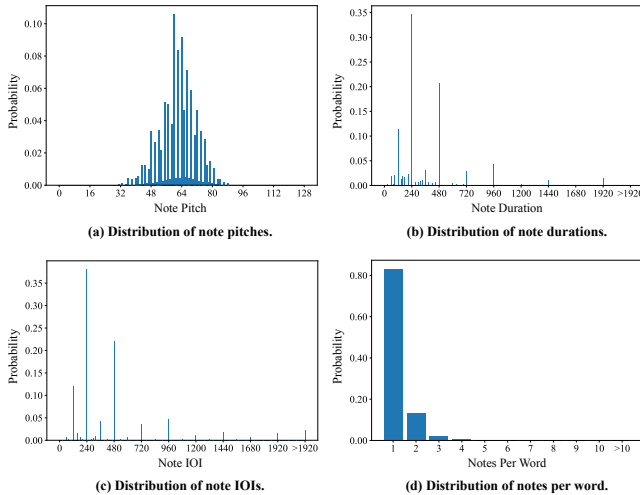 0.10
0.08
0.06
0.04
0.02
0.00
Probability
0 16 32 48 64 80 96 112 128
Note Pitch
(a) Distribution of note pitches.
0.35
0.30
0.25
0.20
0.15
0.10
0.05
0.00
Probability
0 240 480 720 960 1200 1440 1680 1920 >1920
Note Duration
(b) Distribution of note durations.
0.35
0.30
0.25
0.20
0.15
0.10
0.05
0.00
Probability
0 240 480 720 960 1200 1440 1680 1920 >1920
Note IOI
(c) Distribution of note IOIs.
0.80
0.60
0.40
0.20
0.00
Probability
1 2 3 4 5 6 7 8 9 10 >10
Notes Per Word
(d) Distribution of notes per word.